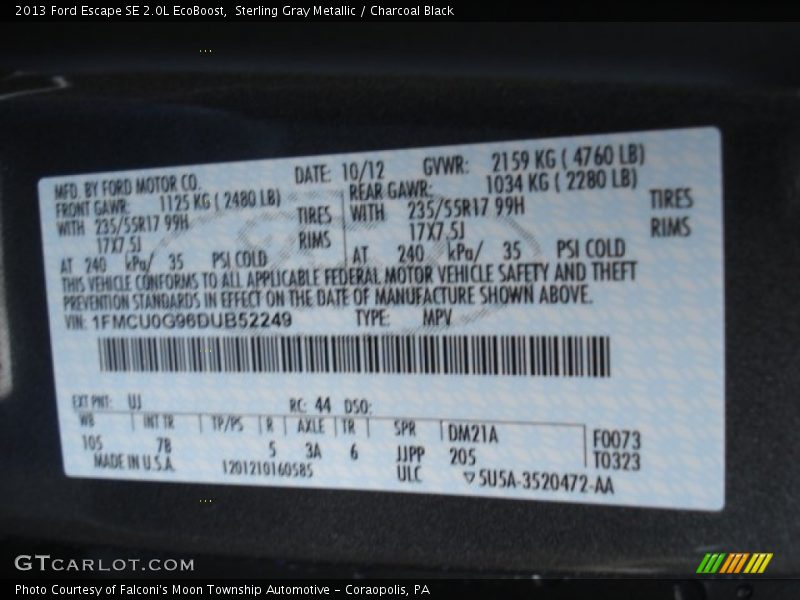 2013 Ford Escape SE 2.0L EcoBoost,  Sterling Gray Metallic / Charcoal Black
MFD. BY FORD MOTOR CO. DATE: 10/12 GVWR: 2159 KG ( 4760 LB)
FRONT GAWR: 1125 KG ( 2480 LB) REAR GAWR: 1034 KG ( 2280 LB)
WITH 235/55R17 99H TIRES WITH 235/55R17 99H TIRES
17X7.5J RIMS 17X7.5J RIMS
AT 240 kPa/ 35 PSI COLD AT 240 kPa/ 35 PSI COLD
THIS VEHICLE CONFORMS TO ALL APPLICABLE FEDERAL MOTOR VEHICLE SAFETY AND THEFT
PREVENTION STANDARDS IN EFFECT ON THE DATE OF MANUFACTURE SHOWN ABOVE.
VIN: 1FMCU0G96DUB52249 TYPE: MPV
EXT PNT: UJ RC: 44 DSO:
WB INT TR TP/PS R AXLE TR SPR DM21A F0073
105 7B 5 3A 6 JJPP 205 T0323
MADE IN U.S.A. 1201210160585 ULC ▽5U5A-3520472-AA
GTCARLOT.COM
Photo Courtesy of Falconi's Moon Township Automotive - Coraopolis, PA